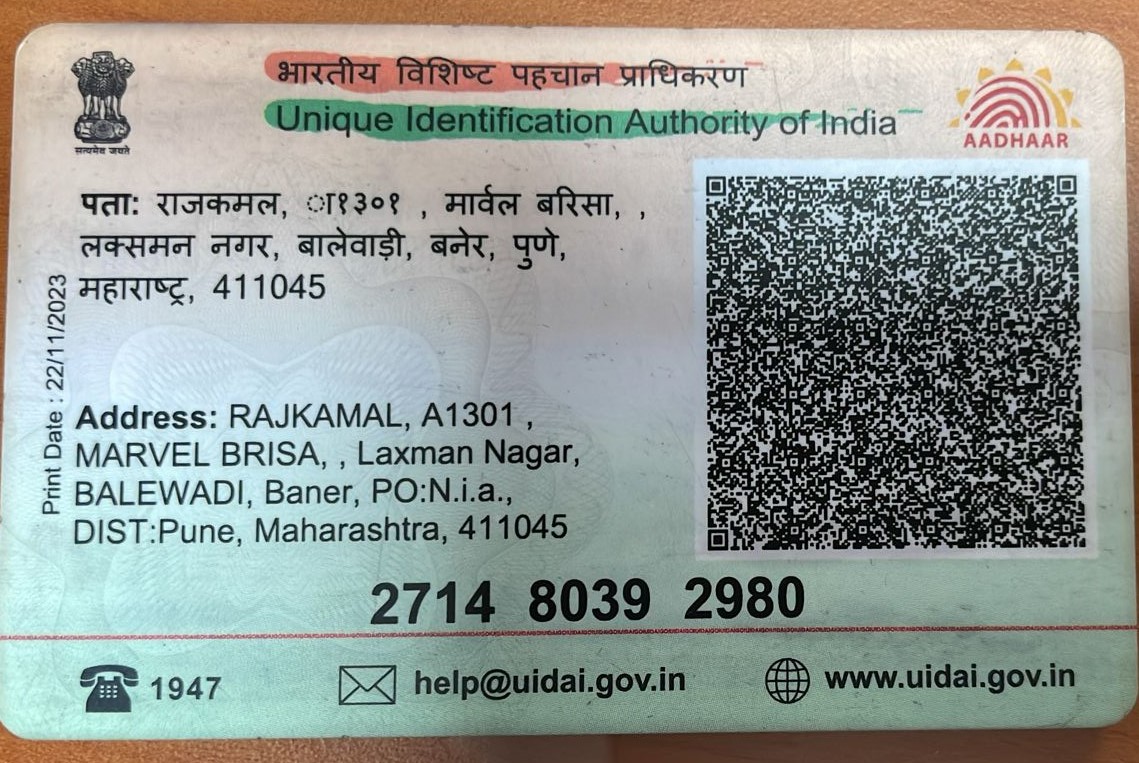 भारतीय विशिष्ट पहचान प्राधिकरण
Unique Identification Authority of India
सत्यमेव जयते
AADHAAR
पता: राजकमल, ा१३०१ , मार्वल बरिसा, ,
लक्समन नगर, बालेवाड़ी, बनेर, पुणे,
महाराष्ट्र, 411045
Print Date : 22/11/2023
Address: RAJKAMAL, A1301 ,
MARVEL BRISA, , Laxman Nagar,
BALEWADI, Baner, PO:N.i.a.,
DIST:Pune, Maharashtra, 411045
2714 8039 2980
1947
help@uidai.gov.in
www.uidai.gov.in